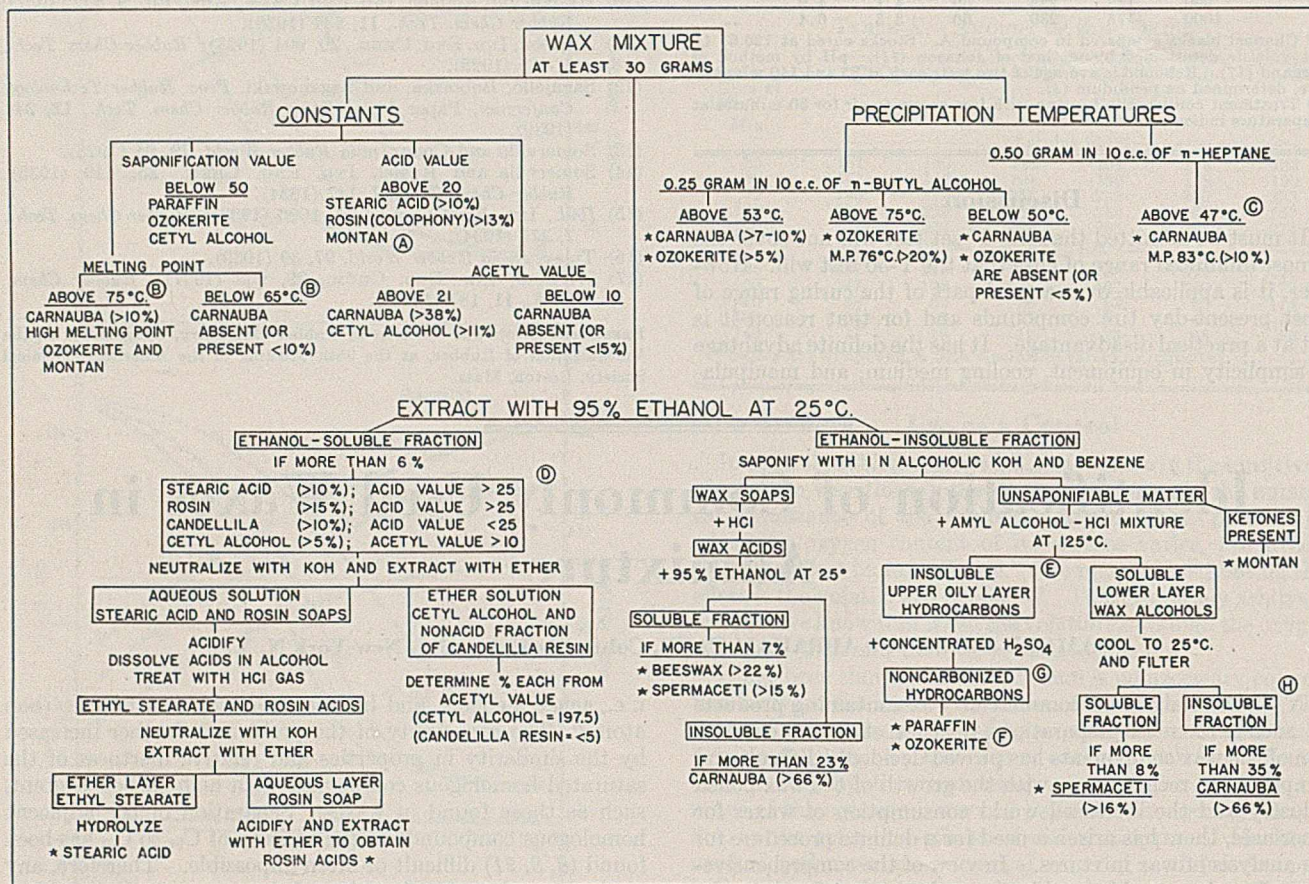 WAX MIXTURE
AT LEAST 30 GRAMS
CONSTANTS
SAPONIFICATION VALUE
BELOW 50
PARAFFIN
OZOKERITE
CETYL ALCOHOL
ACID VALUE
ABOVE 20
STEARIC ACID (>10%)
ROSIN (COLOPHONY) (>13%)
MONTAN Ⓐ
MELTING POINT
ABOVE 75°C. Ⓑ
CARNAUBA (>10%)
HIGH MELTING POINT
OZOKERITE AND
MONTAN
BELOW 65°C. Ⓑ
CARNAUBA
ABSENT (OR
PRESENT <10%)
ACETYL VALUE
ABOVE 21
CARNAUBA (>38%)
CETYL ALCOHOL (>11%)
BELOW 10
CARNAUBA
ABSENT (OR
PRESENT <15%)
PRECIPITATION TEMPERATURES
0.50 GRAM IN 10 c.c. OF n-HEPTANE
0.25 GRAM IN 10 c.c. OF n-BUTYL ALCOHOL
ABOVE 53°C.
★ CARNAUBA (>7-10%)
★ OZOKERITE (>5%)
ABOVE 75°C.
★ OZOKERITE
M.P. 76°C. (>20%)
BELOW 50°C.
★ CARNAUBA
★ OZOKERITE
ARE ABSENT (OR
PRESENT <5%)
ABOVE 47°C. Ⓒ
★ CARNAUBA
M.P. 83°C. (>10%)
EXTRACT WITH 95% ETHANOL AT 25°C.
ETHANOL-SOLUBLE FRACTION
IF MORE THAN 6%
Ⓓ
STEARIC ACID (>10%); ACID VALUE >25
ROSIN (>15%); ACID VALUE >25
CANDELLILA (>10%); ACID VALUE <25
CETYL ALCOHOL (>5%); ACETYL VALUE >10
NEUTRALIZE WITH KOH AND EXTRACT WITH ETHER
AQUEOUS SOLUTION
STEARIC ACID AND ROSIN SOAPS
ACIDIFY
DISSOLVE ACIDS IN ALCOHOL
TREAT WITH HCl GAS
ETHYL STEARATE AND ROSIN ACIDS
NEUTRALIZE WITH KOH
EXTRACT WITH ETHER
ETHER LAYER
ETHYL STEARATE
HYDROLYZE
★ STEARIC ACID
AQUEOUS LAYER
ROSIN SOAP
ACIDIFY AND EXTRACT
WITH ETHER TO OBTAIN
ROSIN ACIDS ★
ETHER SOLUTION
CETYL ALCOHOL AND
NONACID FRACTION
OF CANDELILLA RESIN
DETERMINE % EACH FROM
ACETYL VALUE
(CETYL ALCOHOL = 197.5)
(CANDELILLA RESIN = <5)
ETHANOL-INSOLUBLE FRACTION
SAPONIFY WITH 1 N ALCOHOLIC KOH AND BENZENE
WAX SOAPS
+HCl
WAX ACIDS
+95% ETHANOL AT 25°
SOLUBLE FRACTION
IF MORE THAN 7%
★ BEESWAX (>22%)
★ SPERMACETI (>15%)
INSOLUBLE FRACTION
IF MORE THAN 23%
CARNAUBA (>66%)
UNSAPONIFIABLE MATTER
+AMYL ALCOHOL-HCl MIXTURE
AT 125°C.
KETONES
PRESENT
★ MONTAN
Ⓔ
INSOLUBLE
UPPER OILY LAYER
HYDROCARBONS
+CONCENTRATED H₂SO₄
Ⓖ
NONCARBONIZED
HYDROCARBONS
★ PARAFFIN
★ OZOKERITE Ⓕ
SOLUBLE
LOWER LAYER
WAX ALCOHOLS
COOL TO 25°C.
AND FILTER
Ⓗ
SOLUBLE
FRACTION
IF MORE
THAN 8%
★ SPERMACETI
(>16%)
INSOLUBLE
FRACTION
IF MORE
THAN 35%
CARNAUBA
(>66%)